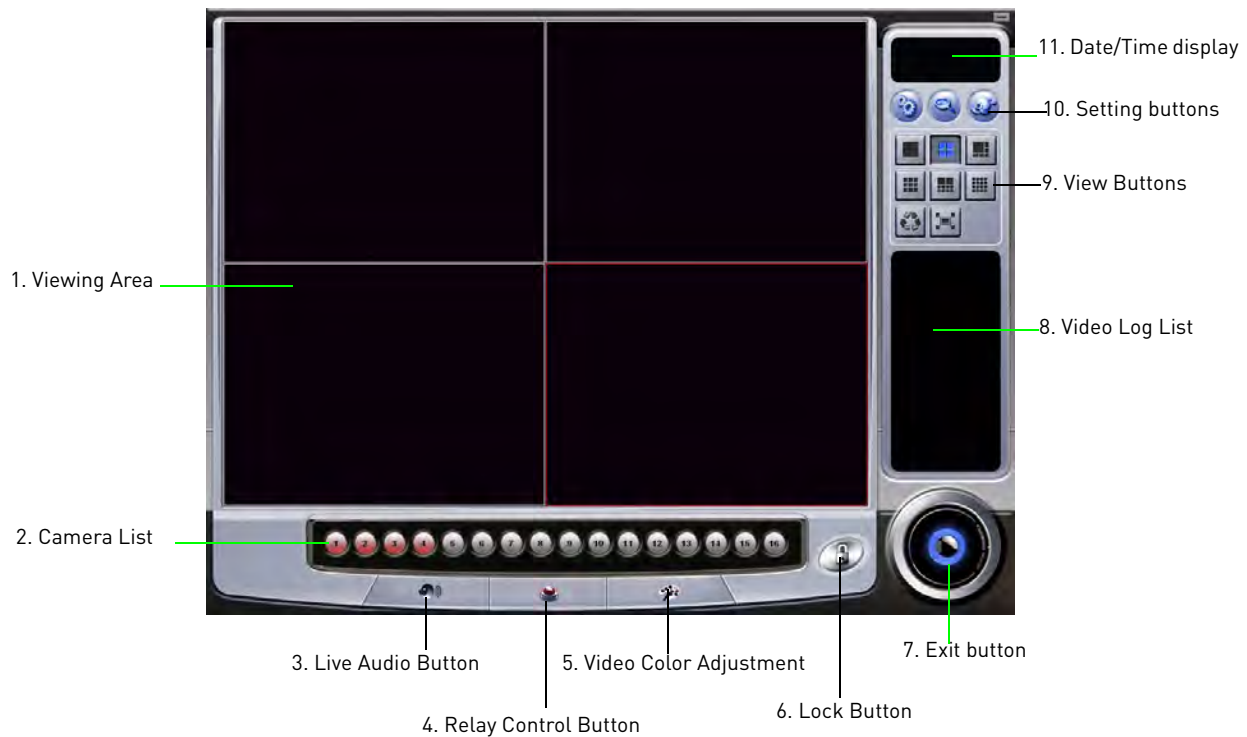 11. Date/Time display
10. Setting buttons
9. View Buttons
1. Viewing Area
8. Video Log List
2. Camera List
1 2 3 4 5 6 7 8 9 10 11 12 13 14 15 16
3. Live Audio Button
5. Video Color Adjustment
7. Exit button
6. Lock Button
4. Relay Control Button